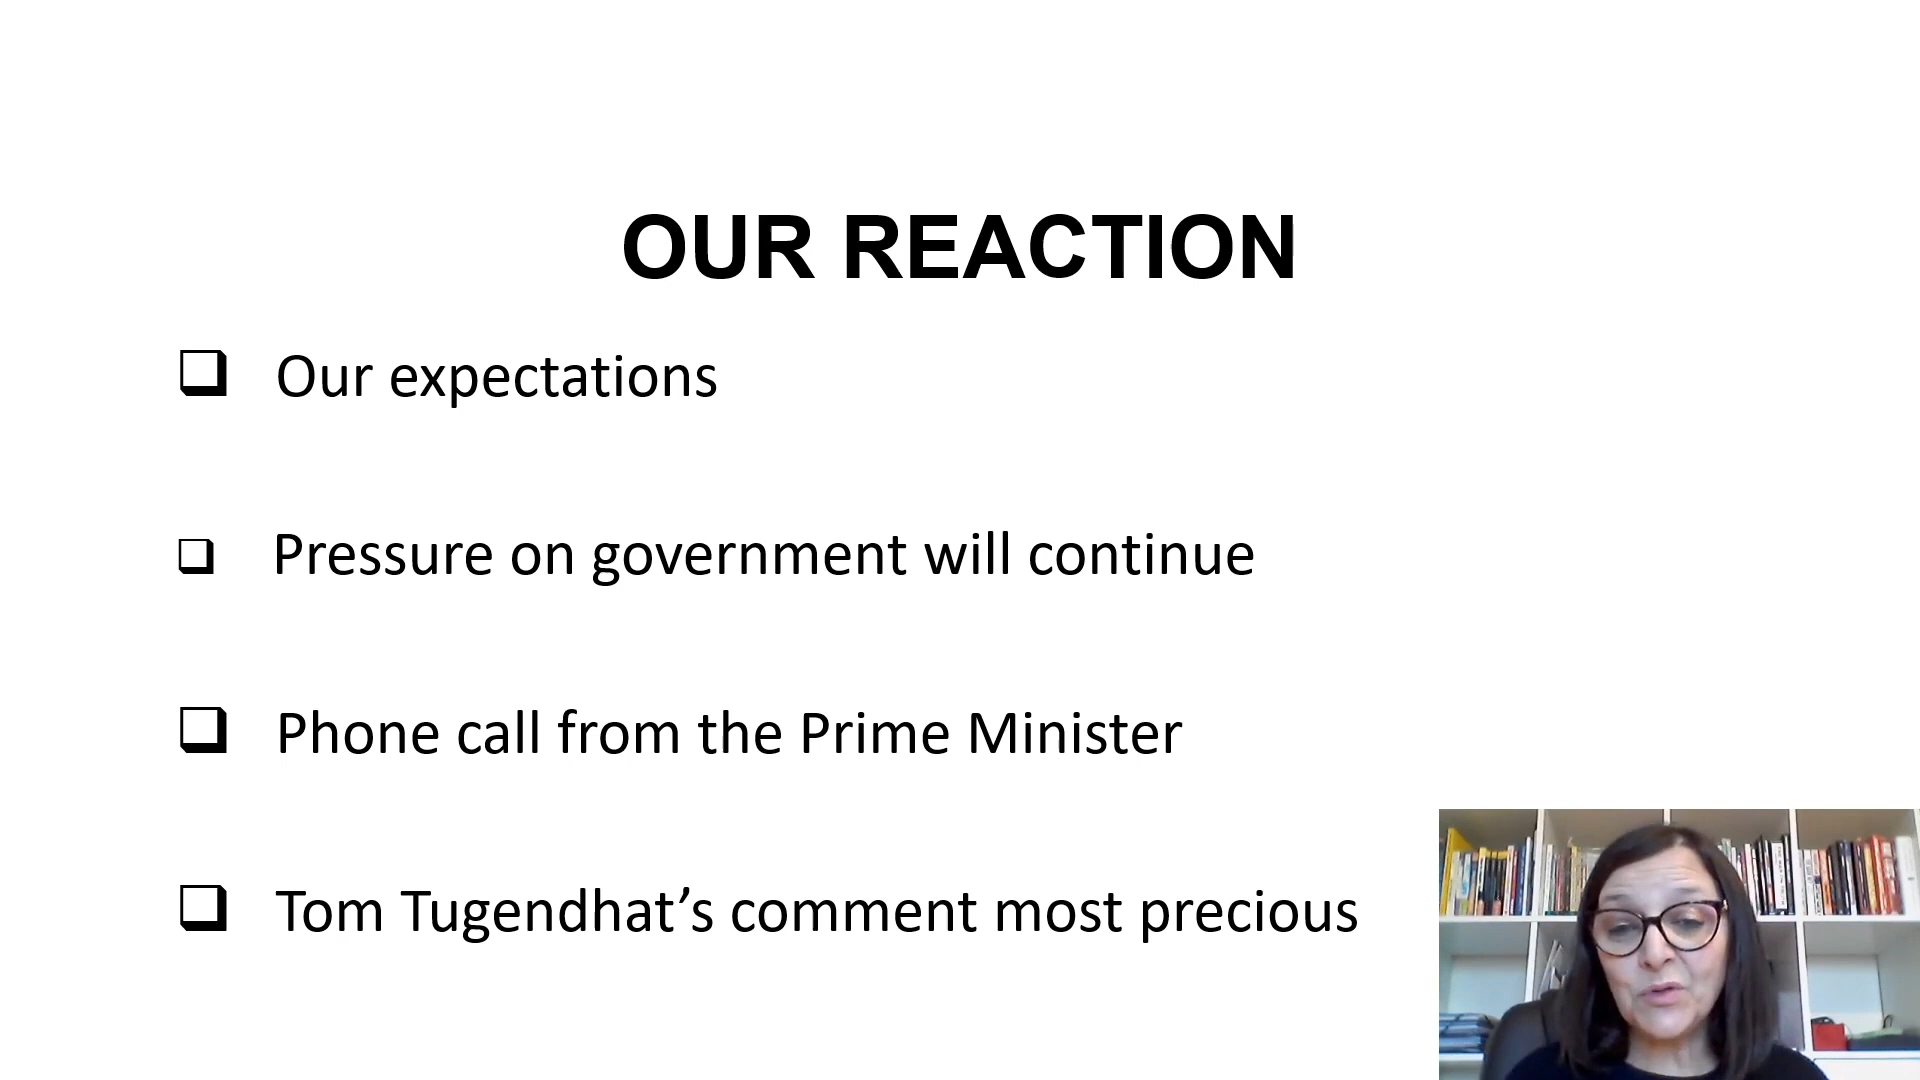 OUR REACTION
❑ Our expectations
❑ Pressure on government will continue
❑ Phone call from the Prime Minister
❑ Tom Tugendhat’s comment most precious